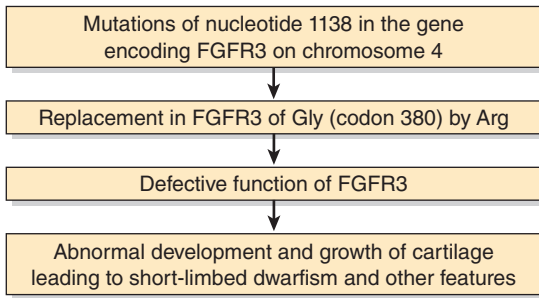 Mutations of nucleotide 1138 in the gene
encoding FGFR3 on chromosome 4
Replacement in FGFR3 of Gly (codon 380) by Arg
Defective function of FGFR3
Abnormal development and growth of cartilage
leading to short-limbed dwarfism and other features